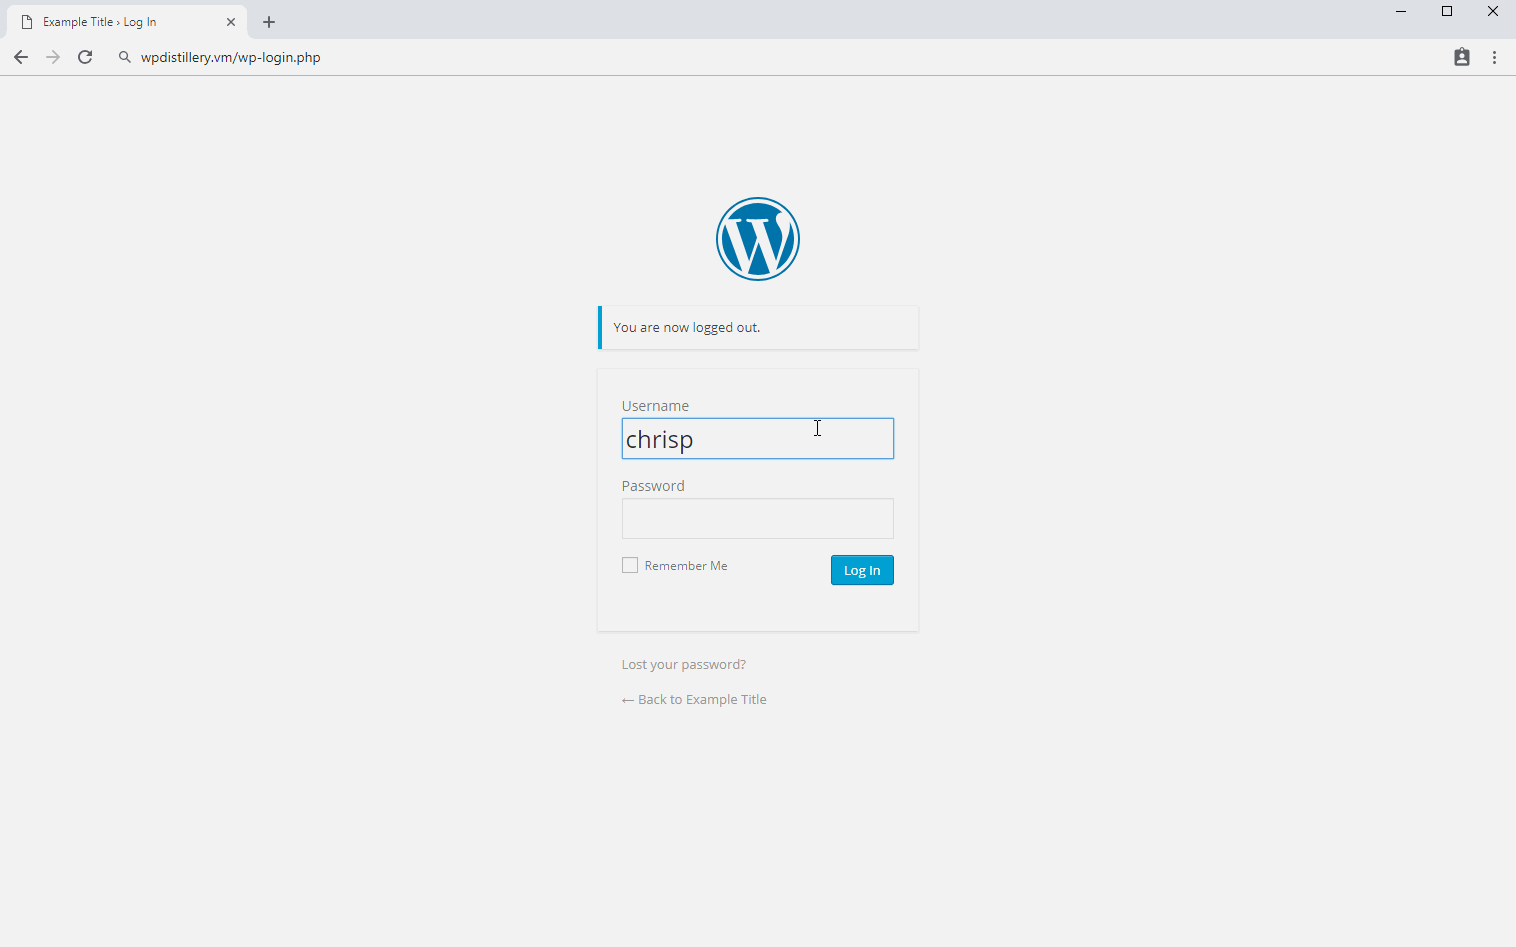 Example Title › Log In
wpdistillery.vm/wp-login.php
You are now logged out.
Username
chrisp
Password
Remember Me
Log In
Lost your password?
← Back to Example Title